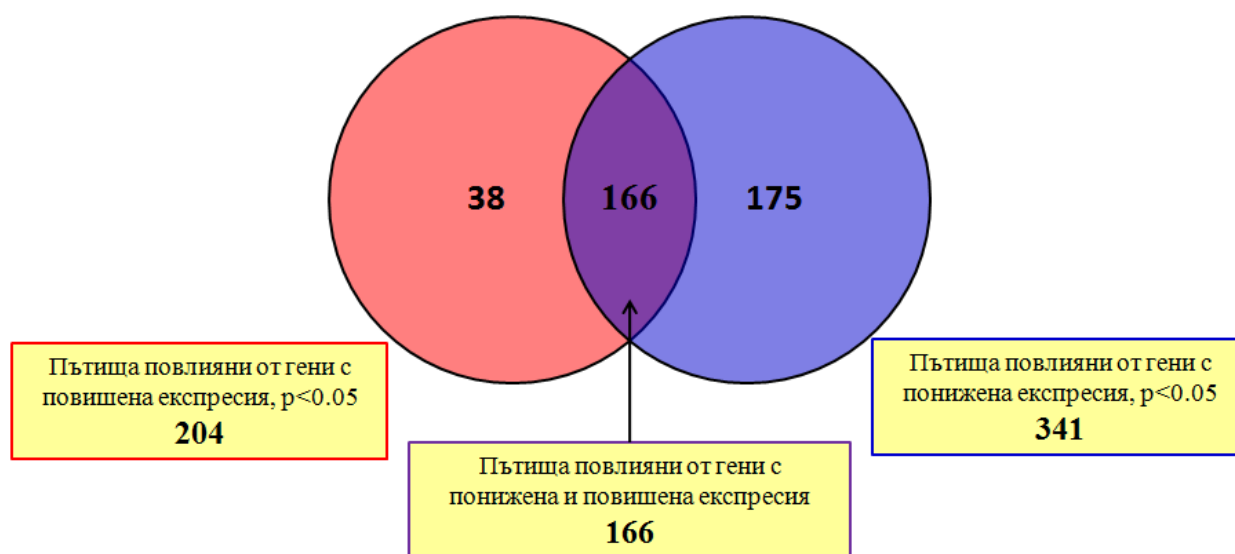 38
166
175
Пътища повлияни от гени с
повишена експресия, p<0.05
204
Пътища повлияни от гени с
понижена експресия, p<0.05
341
Пътища повлияни от гени с
понижена и повишена експресия
166